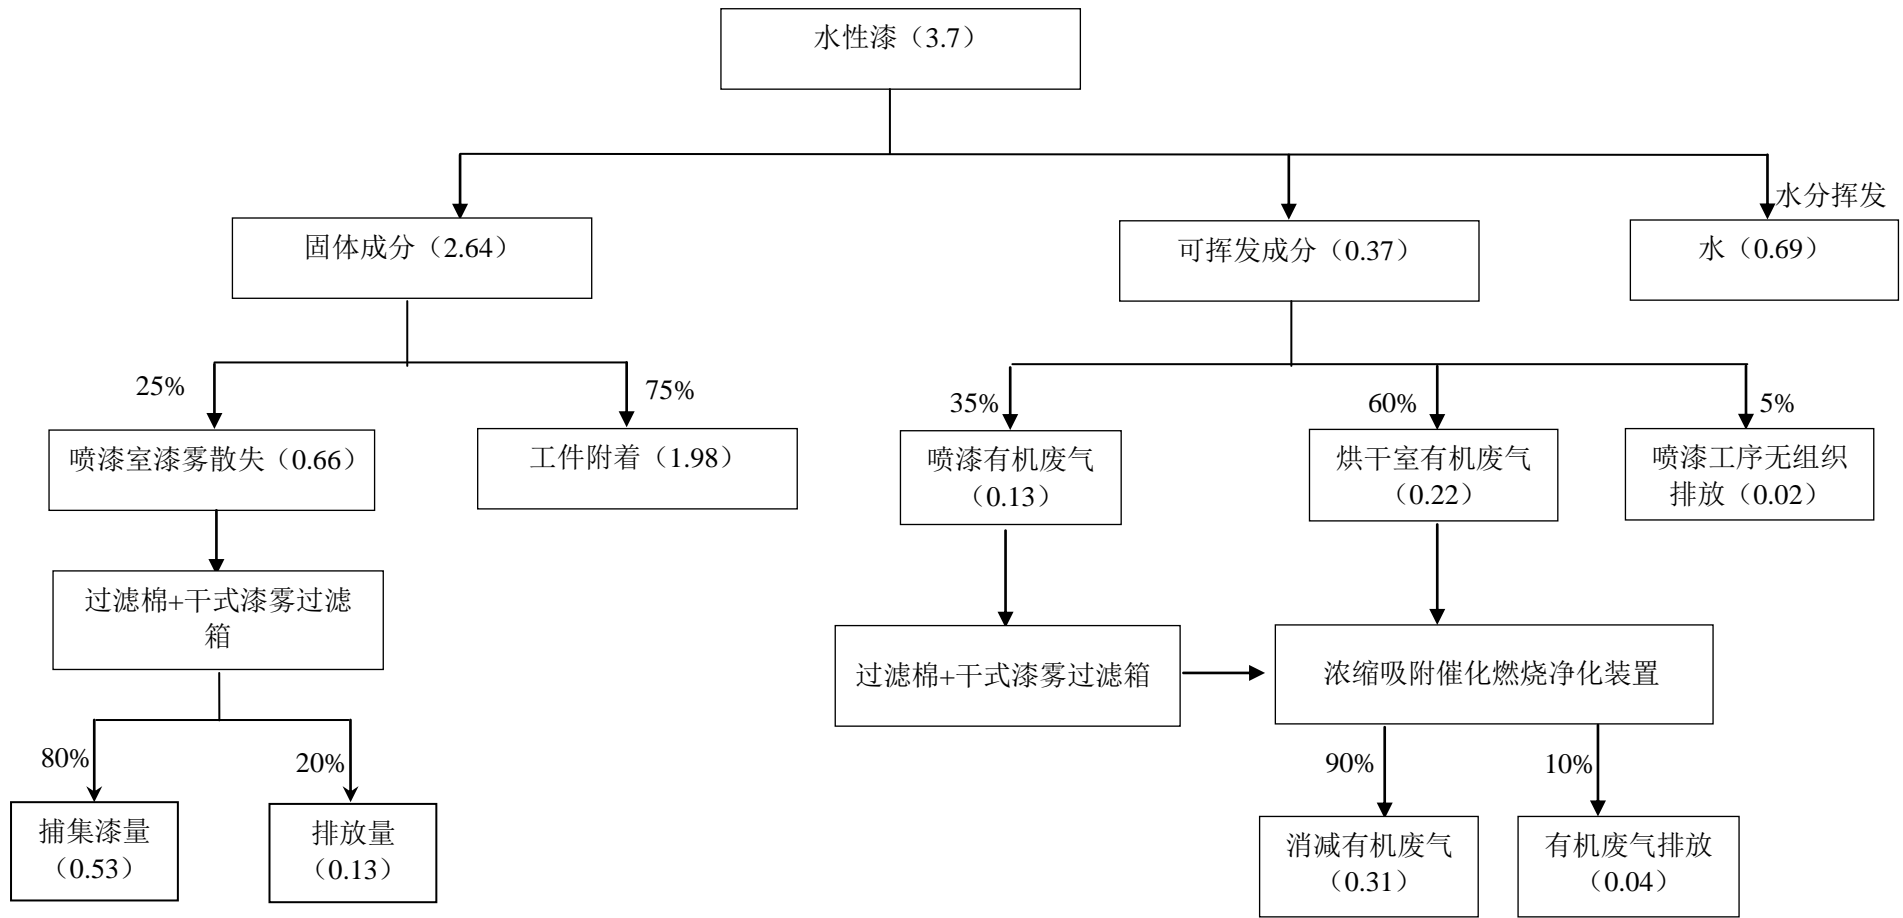 水性漆（3.7）
水分挥发
固体成分（2.64）
可挥发成分（0.37）
水（0.69）
25%
75%
35%
60%
5%
喷漆室漆雾散失（0.66）
工件附着（1.98）
喷漆有机废气
（0.13）
烘干室有机废气
（0.22）
喷漆工序无组织
排放（0.02）
过滤棉+干式漆雾过滤
箱
过滤棉+干式漆雾过滤箱
浓缩吸附催化燃烧净化装置
80%
20%
90%
10%
捕集漆量
（0.53）
排放量
（0.13）
消减有机废气
（0.31）
有机废气排放
（0.04）